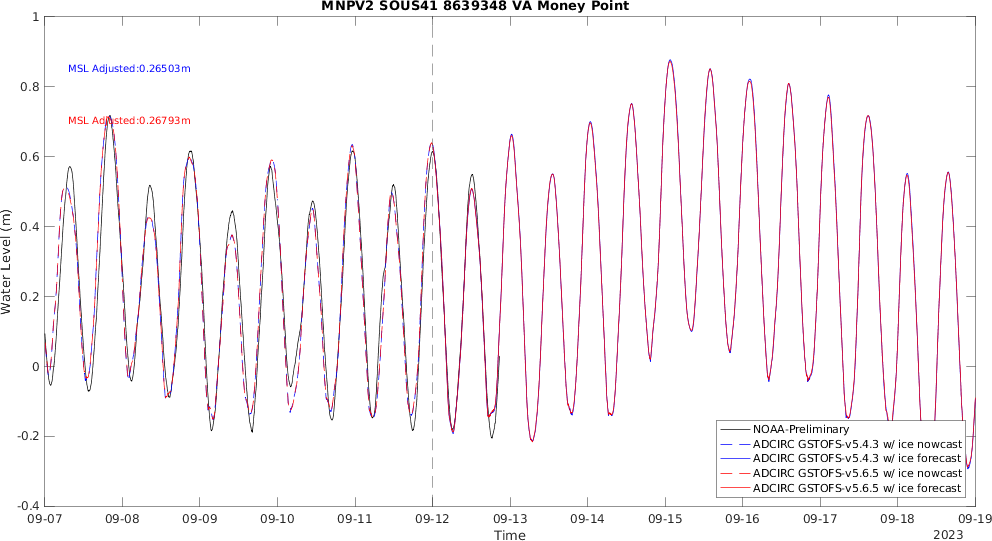 MNPV2 SOUS41 8639348 VA Money Point
1
0.8
0.6
0.4
0.2
0
-0.2
-0.4
Water Level (m)
MSL Adjusted:0.26503m
MSL Adjusted:0.26793m
NOAA-Preliminary
ADCIRC GSTOFS-v5.4.3 w/ ice nowcast
ADCIRC GSTOFS-v5.4.3 w/ ice forecast
ADCIRC GSTOFS-v5.6.5 w/ ice nowcast
ADCIRC GSTOFS-v5.6.5 w/ ice forecast
09-07 09-08 09-09 09-10 09-11 09-12 09-13 09-14 09-15 09-16 09-17 09-18 09-19
Time
2023